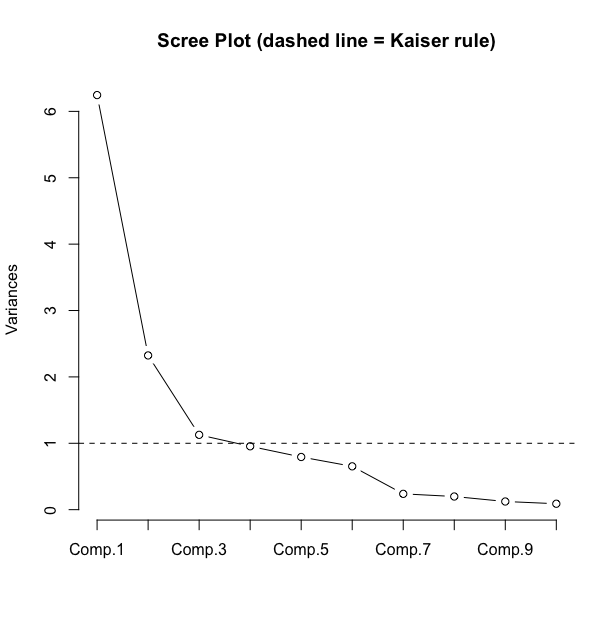 Scree Plot (dashed line = Kaiser rule)
6
5
4
3
2
1
0
Variances
Comp.1 Comp.3 Comp.5 Comp.7 Comp.9